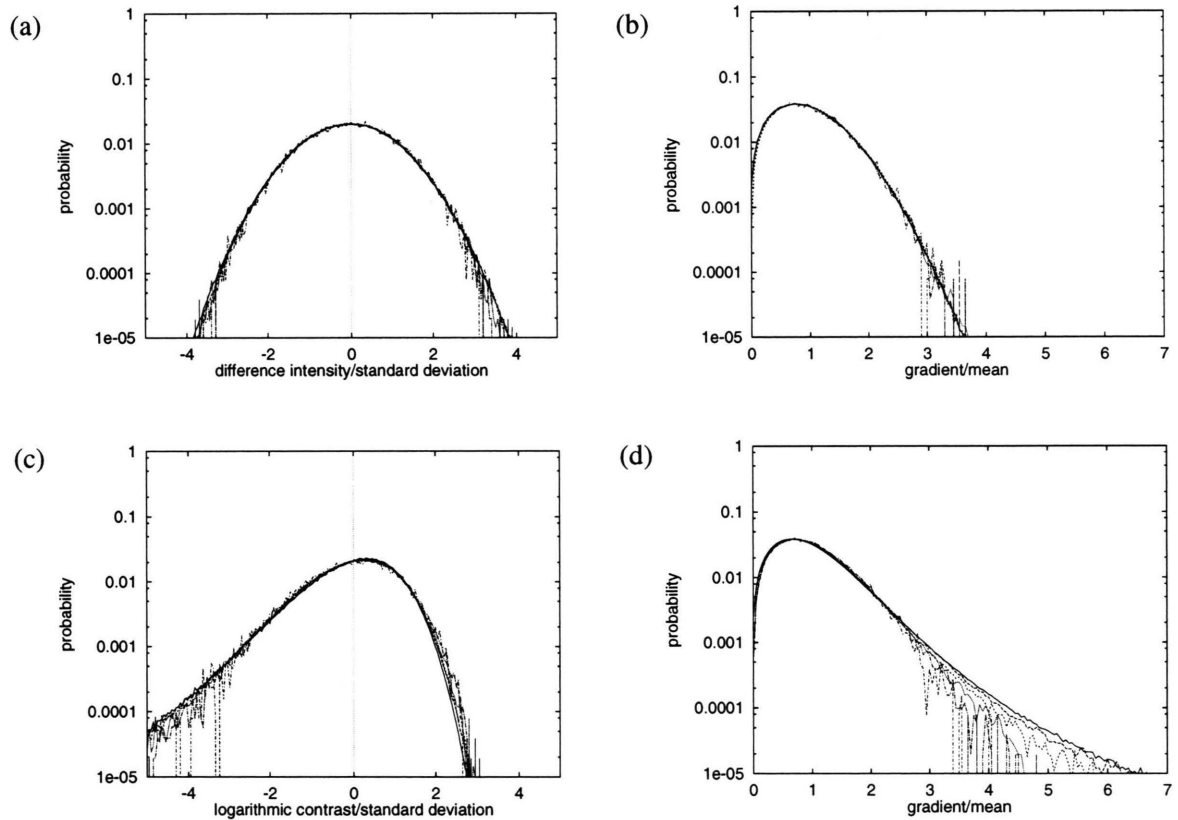 (a)
1
0.1
0.01
0.001
0.0001
1e-05
probability
-4 -2 0 2 4
difference intensity/standard deviation
(b)
1
0.1
0.01
0.001
0.0001
1e-05
probability
0 1 2 3 4 5 6 7
gradient/mean
(c)
1
0.1
0.01
0.001
0.0001
1e-05
probability
-4 -2 0 2 4
logarithmic contrast/standard deviation
(d)
1
0.1
0.01
0.001
0.0001
1e-05
probability
0 1 2 3 4 5 6 7
gradient/mean